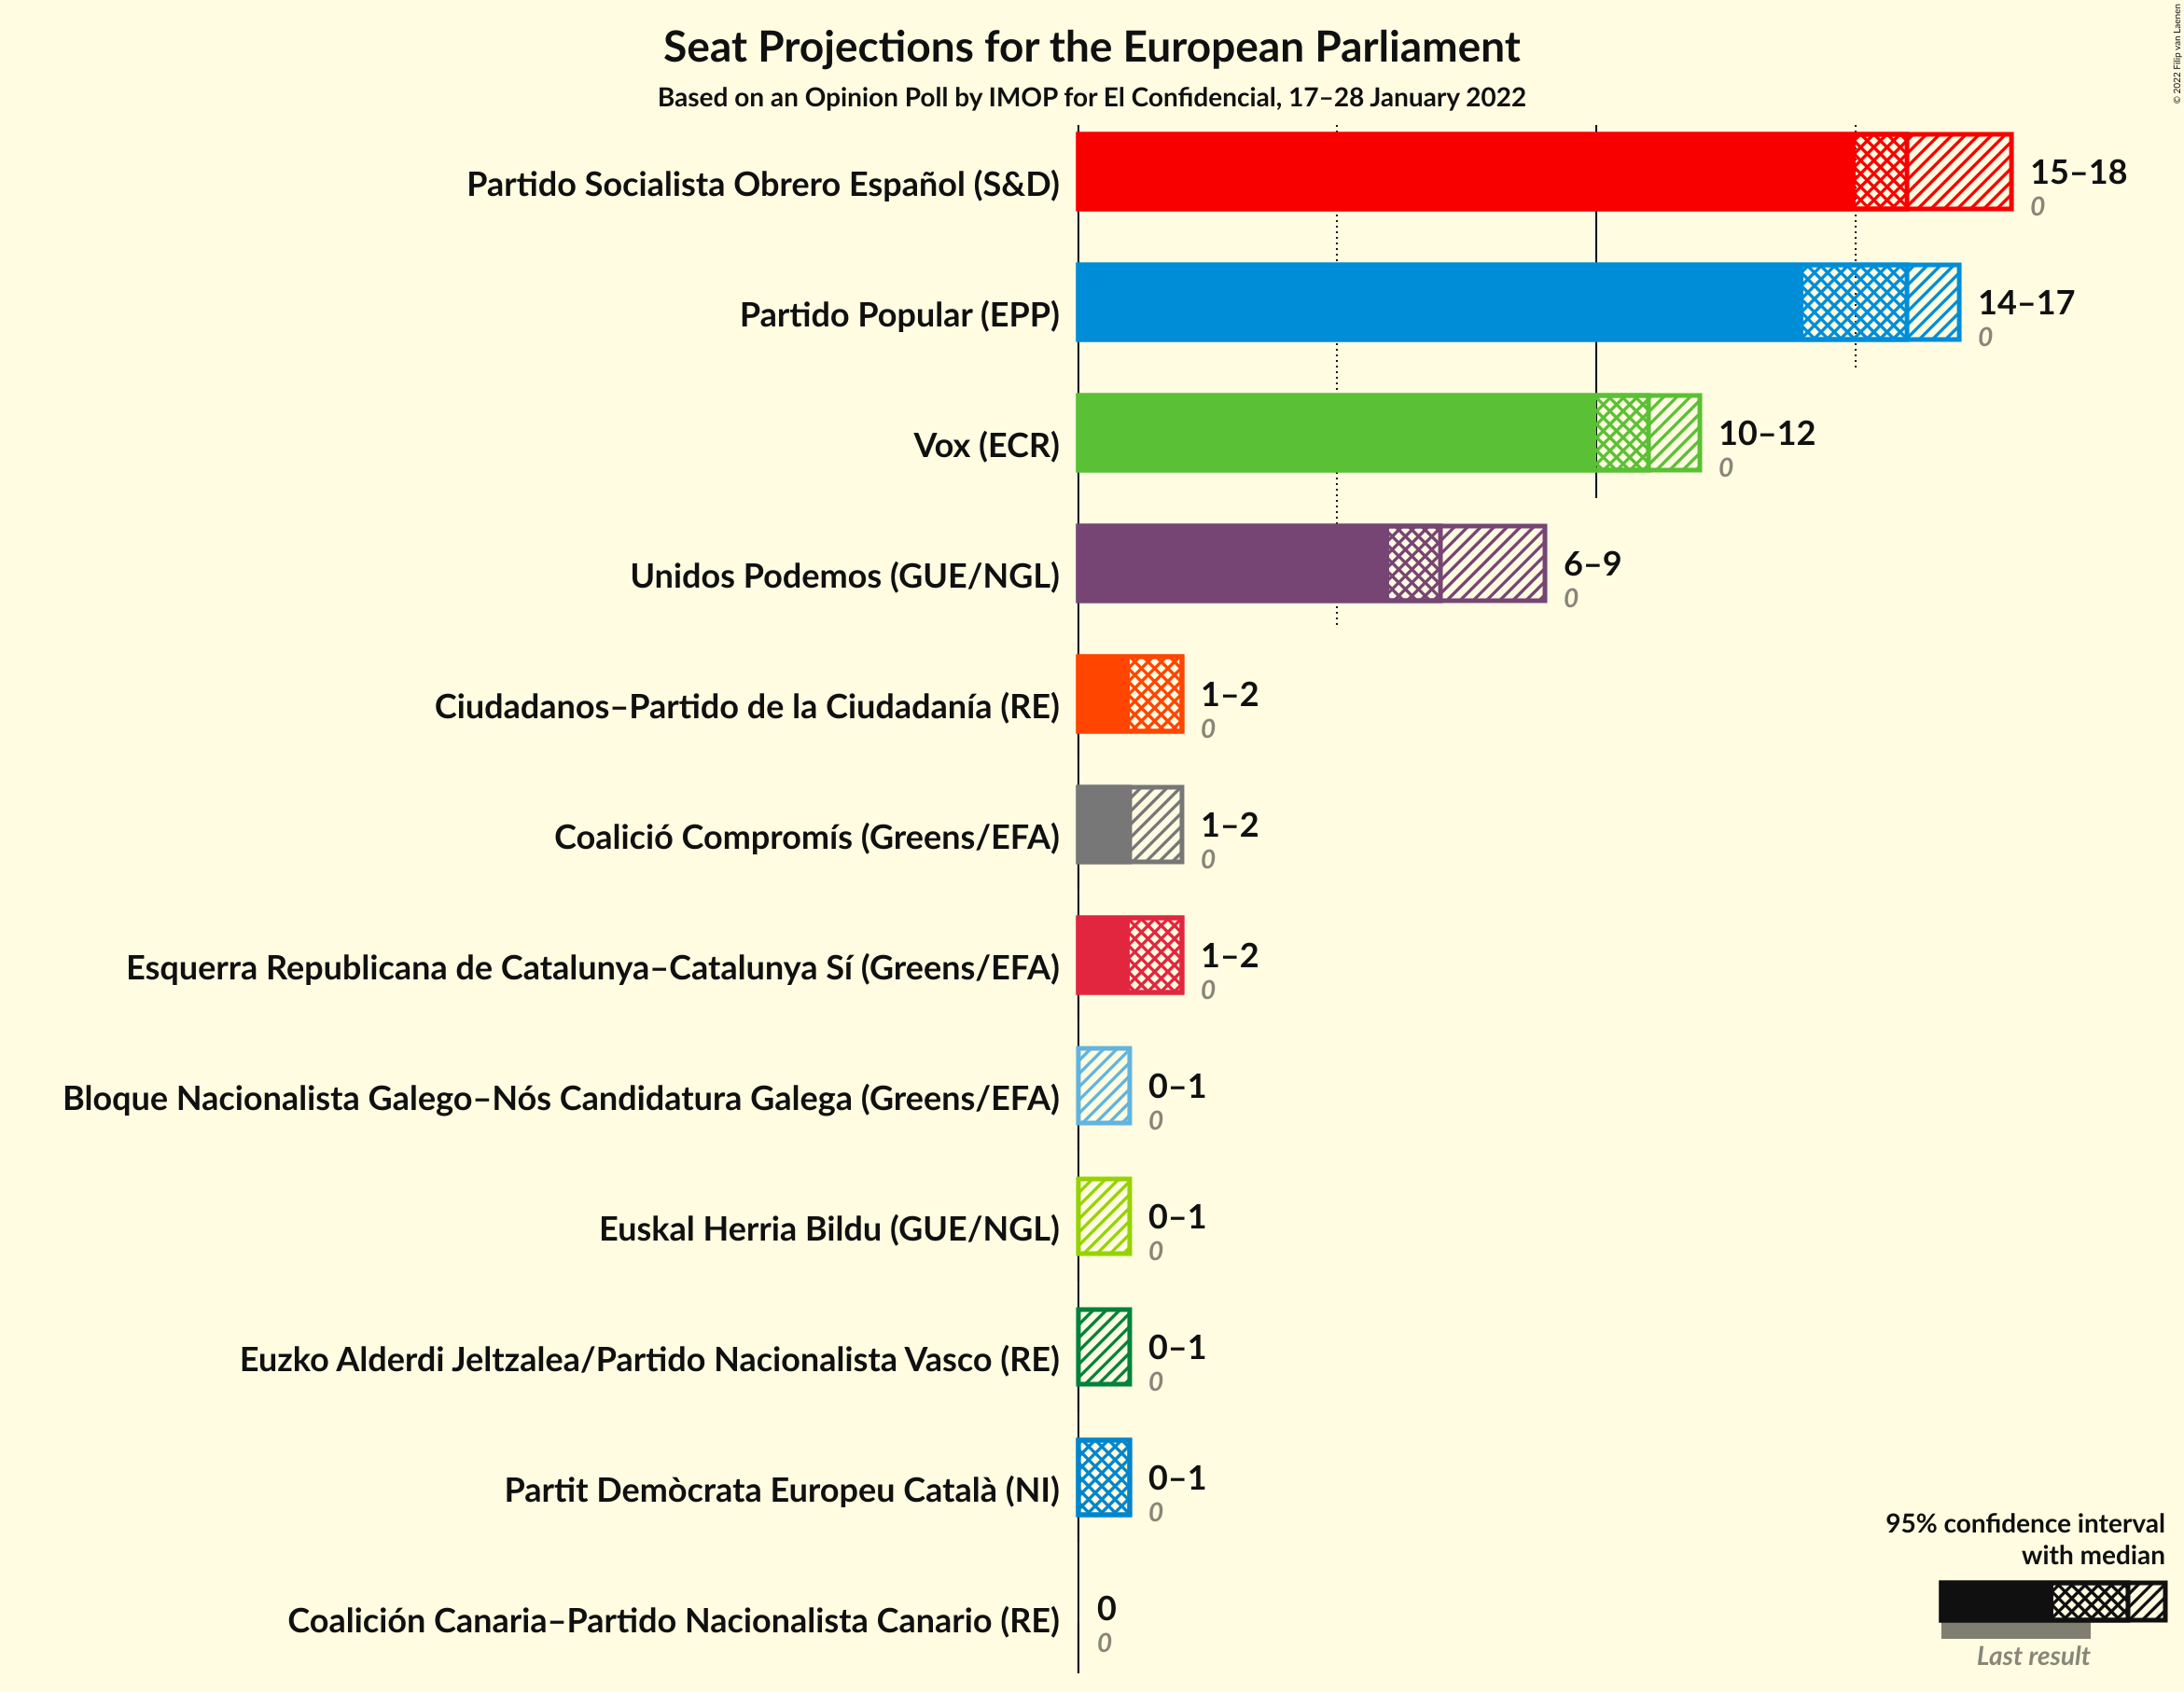 Seat Projections for the European Parliament
Based on an Opinion Poll by IMOP for El Confidencial, 17–28 January 2022
© 2022 Filip van Laenen
Partido Socialista Obrero Español (S&D)
15–18
0
Partido Popular (EPP)
14–17
0
Vox (ECR)
10–12
0
Unidos Podemos (GUE/NGL)
6–9
0
Ciudadanos–Partido de la Ciudadanía (RE)
1–2
0
Coalició Compromís (Greens/EFA)
1–2
0
Esquerra Republicana de Catalunya–Catalunya Sí (Greens/EFA)
1–2
0
Bloque Nacionalista Galego–Nós Candidatura Galega (Greens/EFA)
0–1
0
Euskal Herria Bildu (GUE/NGL)
0–1
0
Euzko Alderdi Jeltzalea/Partido Nacionalista Vasco (RE)
0–1
0
Partit Demòcrata Europeu Català (NI)
0–1
0
Coalición Canaria–Partido Nacionalista Canario (RE)
0
0
95% confidence interval
with median
Last result